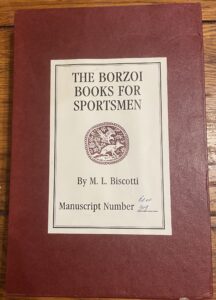 THE BORZOI
BOOKS FOR
SPORTSMEN
By M. L. Biscotti
Manuscript Number